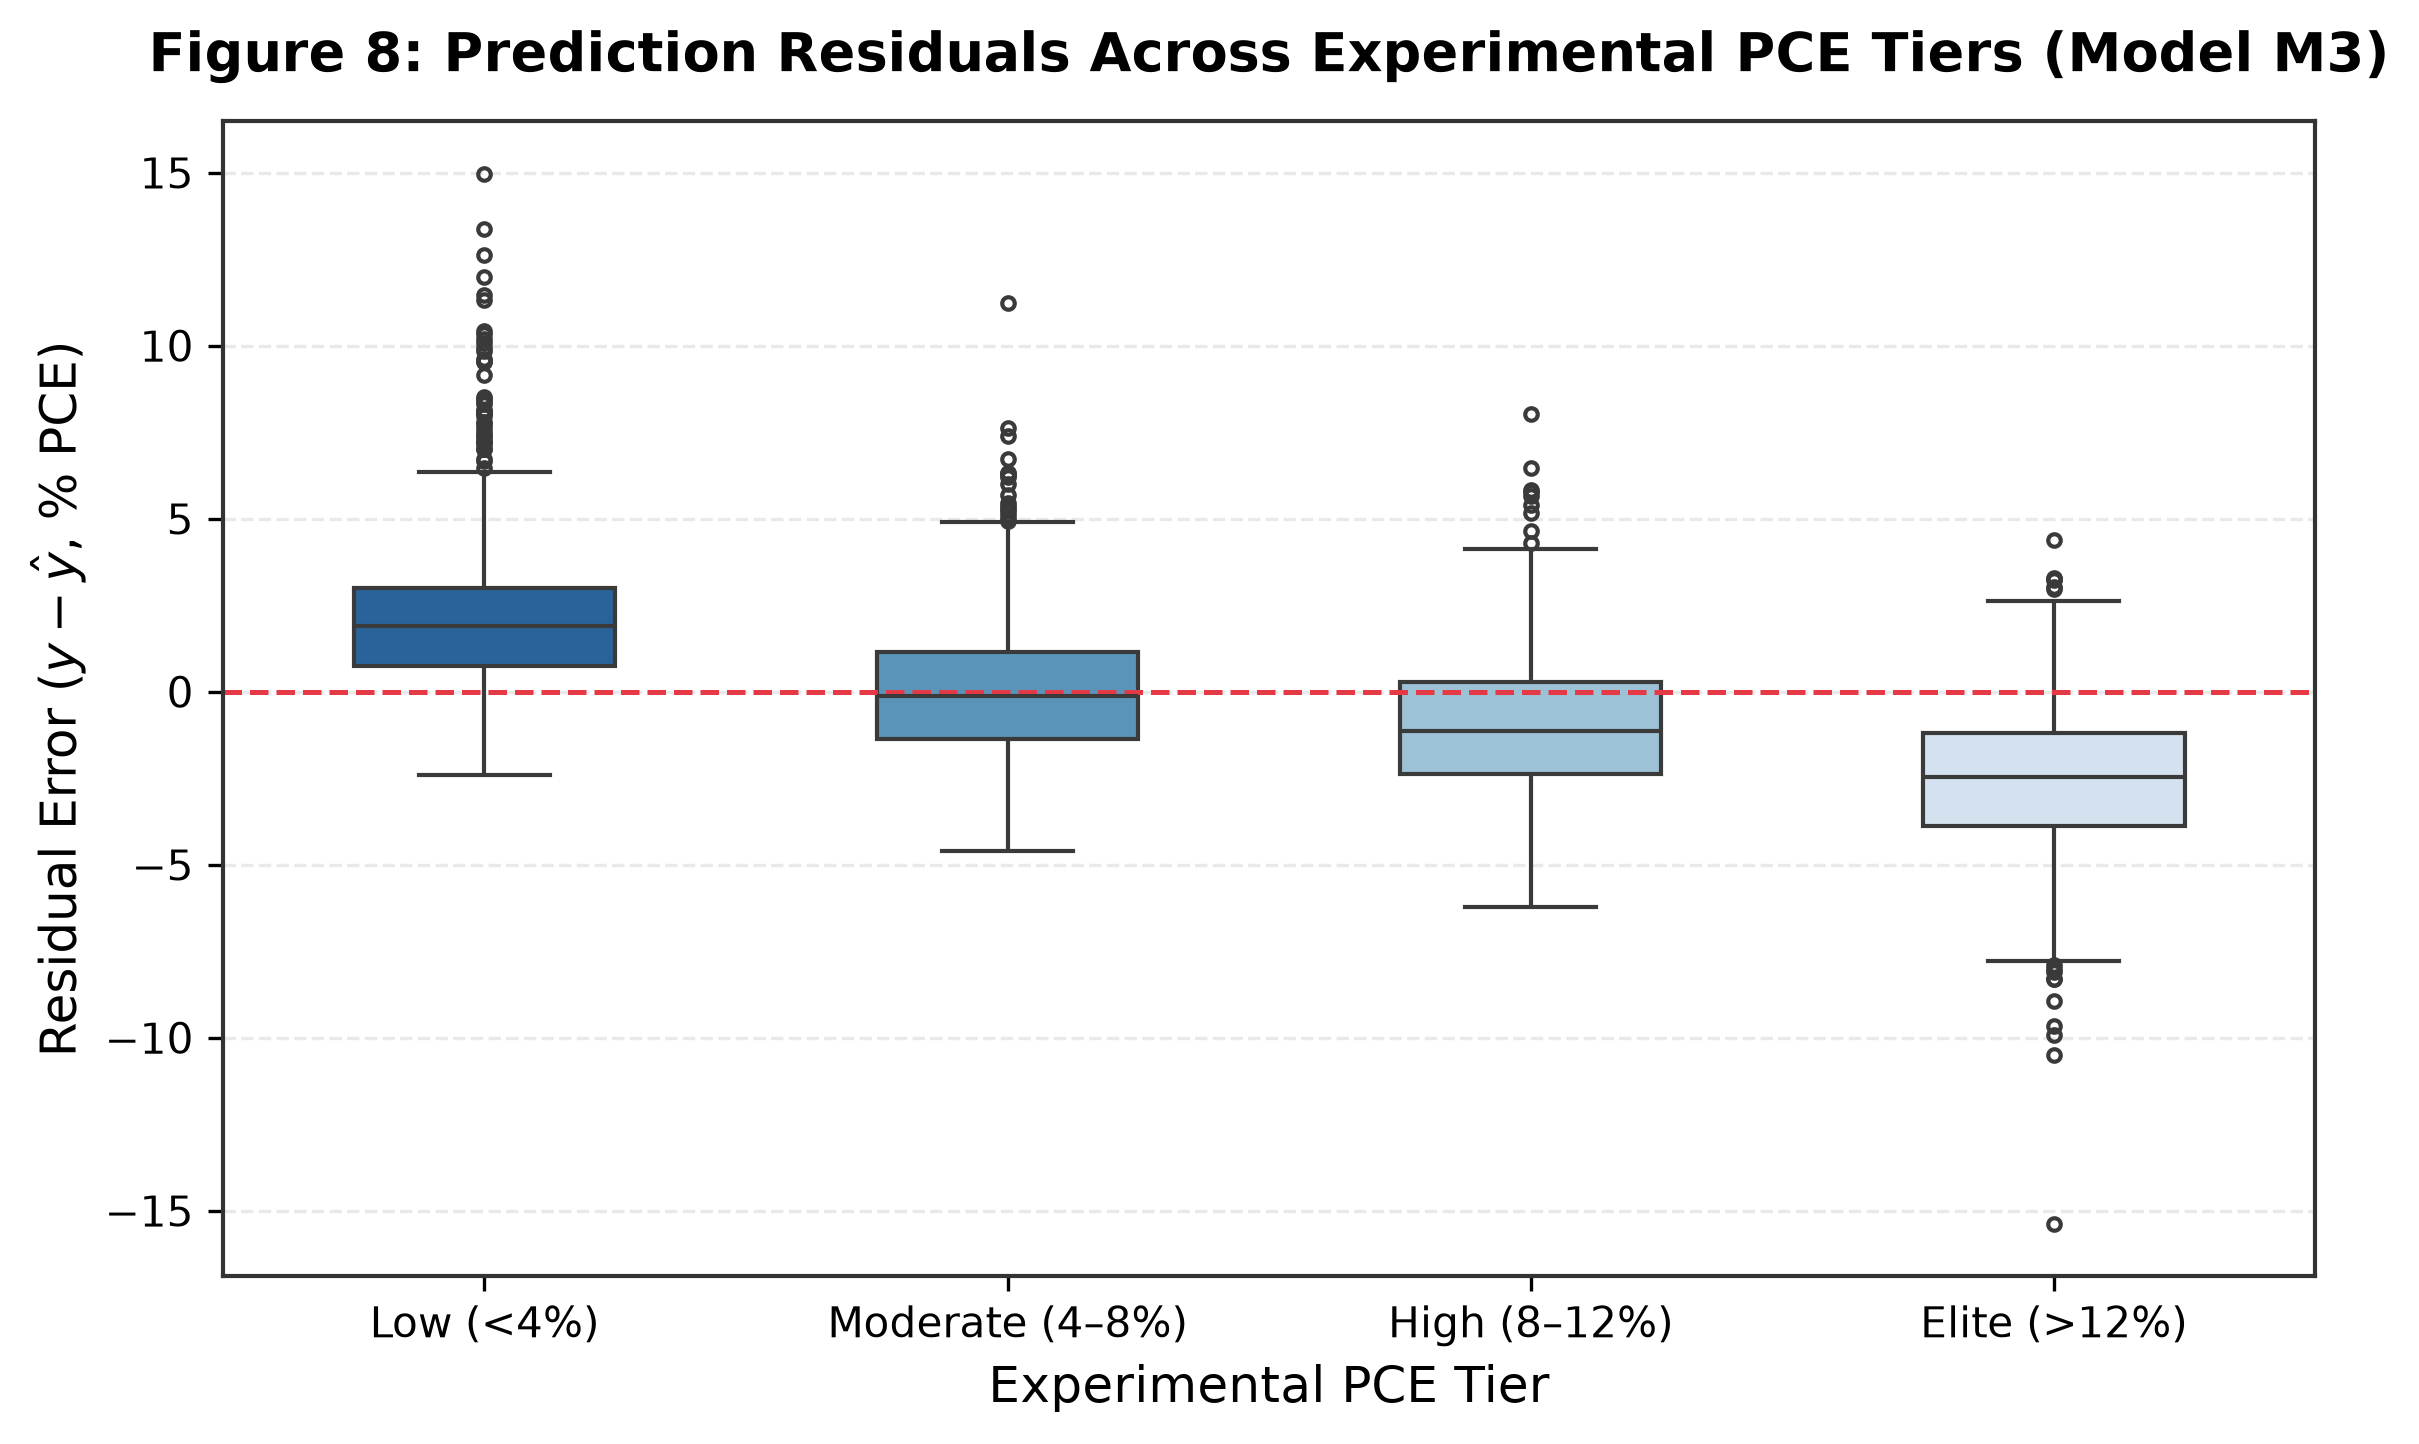 Figure 8: Prediction Residuals Across Experimental PCE Tiers (Model M3)
Residual Error (y − ŷ, % PCE)
15
10
5
0
−5
−10
−15
Low (<4%)
Moderate (4–8%)
High (8–12%)
Elite (>12%)
Experimental PCE Tier